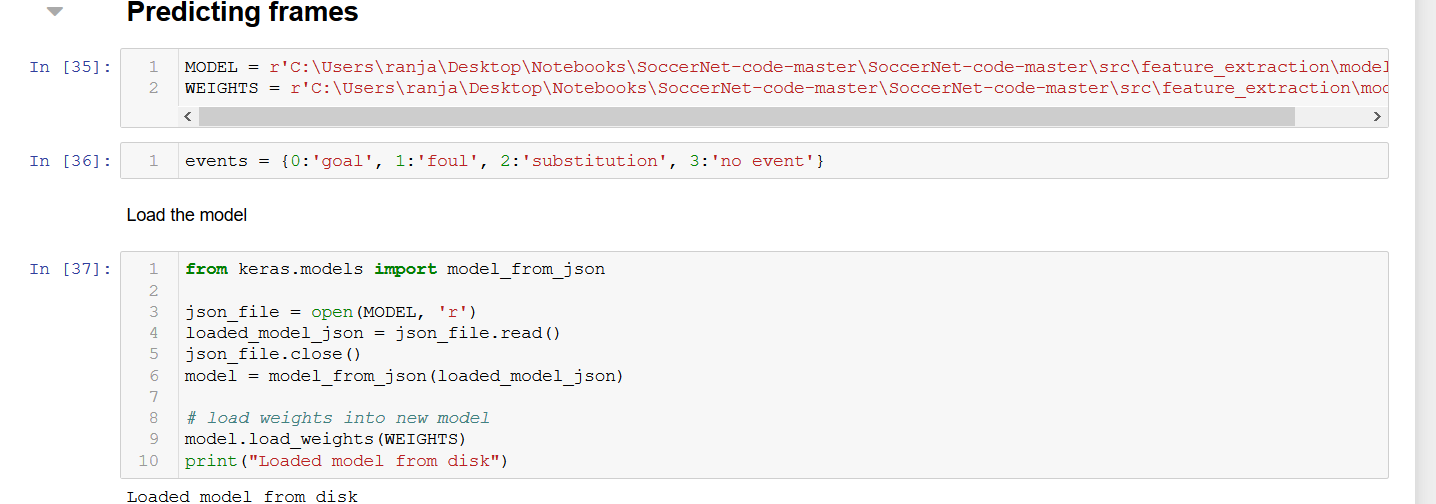 Predicting frames
In [35]:
1 MODEL = r'C:\Users\ranja\Desktop\Notebooks\SoccerNet-code-master\SoccerNet-code-master\src\feature_extraction\model
2 WEIGHTS = r'C:\Users\ranja\Desktop\Notebooks\SoccerNet-code-master\SoccerNet-code-master\src\feature_extraction\mod
In [36]:
1 events = {0:'goal', 1:'foul', 2:'substitution', 3:'no event'}
Load the model
In [37]:
1 from keras.models import model_from_json
2
3 json_file = open(MODEL, 'r')
4 loaded_model_json = json_file.read()
5 json_file.close()
6 model = model_from_json(loaded_model_json)
7
8 # load weights into new model
9 model.load_weights(WEIGHTS)
10 print("Loaded model from disk")
Loaded model from disk